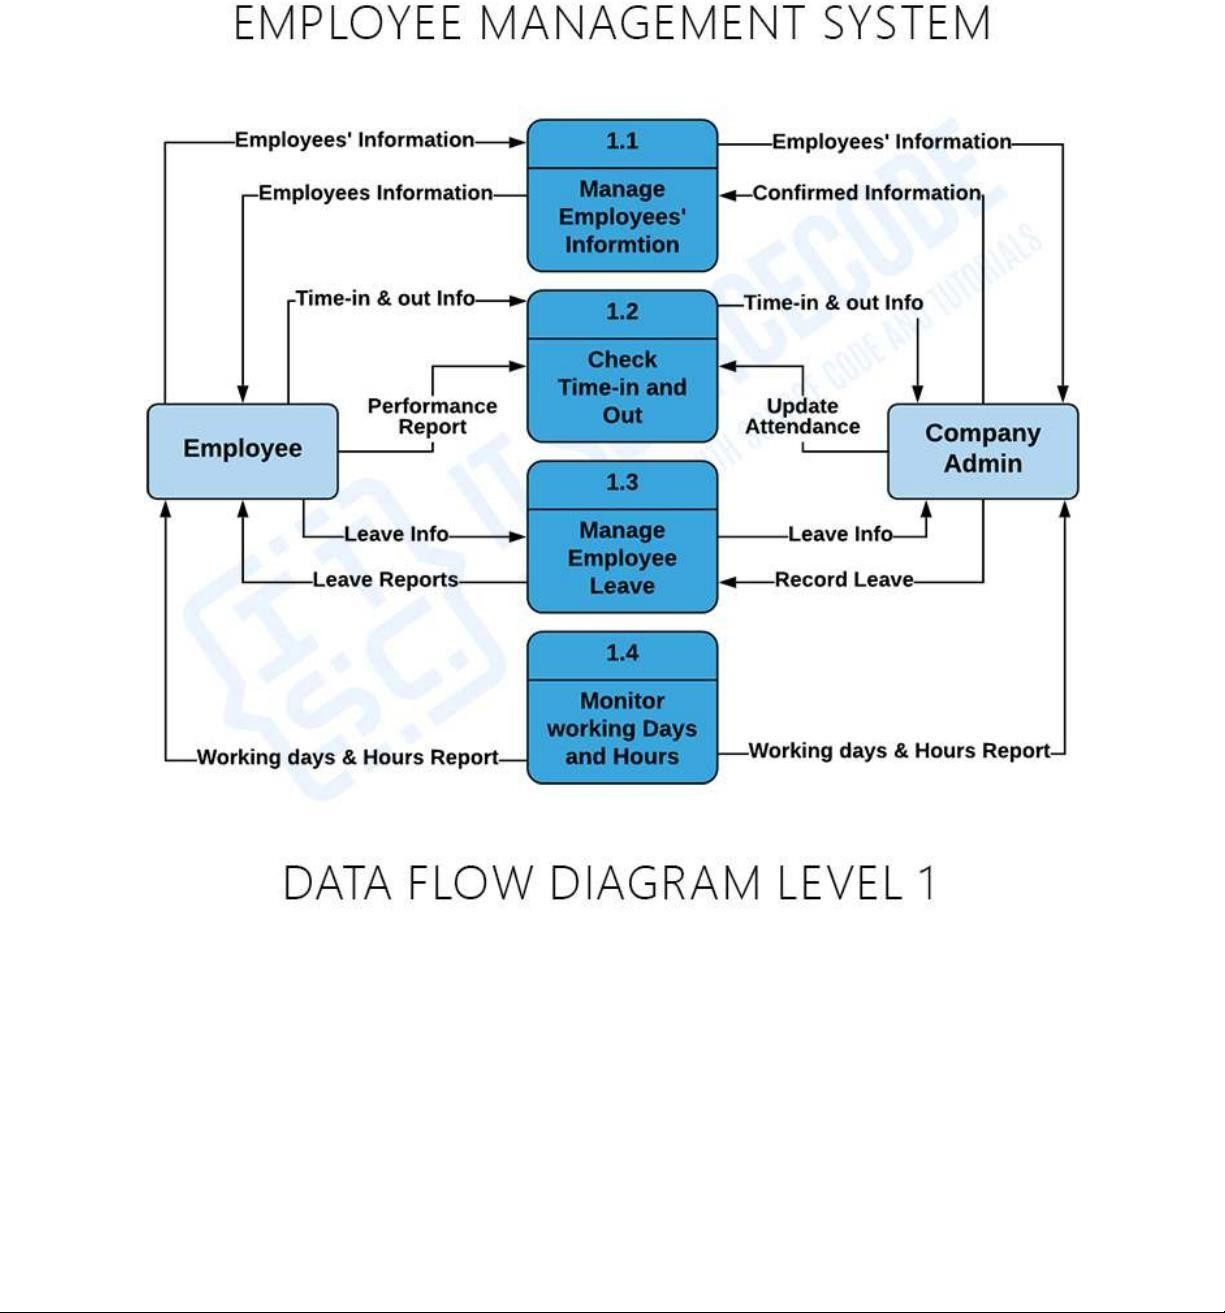 EMPLOYEE MANAGEMENT SYSTEM
Employees' Information
1.1
Employees' Information
Employees Information
Manage
Employees'
Informtion
Confirmed Information
Time-in & out Info
1.2
Time-in & out Info
Check
Time-in and
Out
Performance
Report
Update
Attendance
Employee
Company
Admin
1.3
Leave Info
Manage
Employee
Leave
Leave Info
Leave Reports
Record Leave
1.4
Monitor
working Days
and Hours
Working days & Hours Report
Working days & Hours Report
DATA FLOW DIAGRAM LEVEL 1